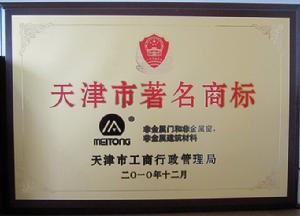 天津市著名商标
MEITONG ®
非金属门和非金属窗、
非金属建筑材料
天津市工商行政管理局
二〇一〇年十二月